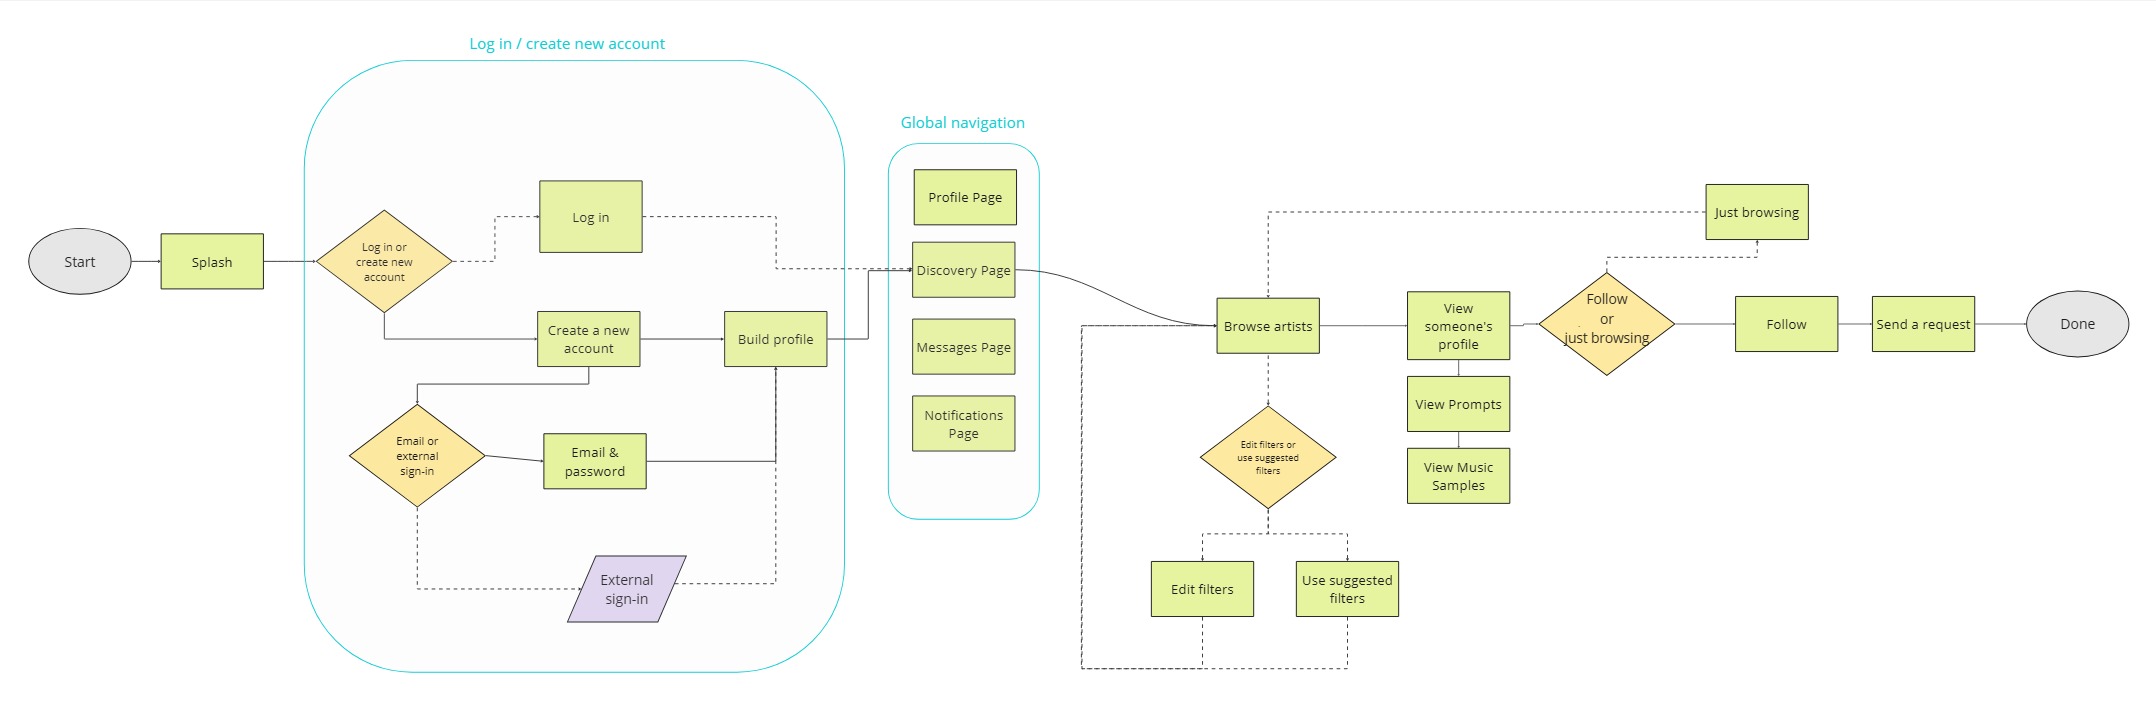 Log in / create new account
Global navigation
Start
Splash
Log in or
create new
account
Log in
Create a new
account
Build profile
Email or
external
sign-in
Email &
password
External
sign-in
Profile Page
Discovery Page
Messages Page
Notifications
Page
Browse artists
Edit filters or
use suggested
filters
Edit filters
Use suggested
filters
View
someone's
profile
View Prompts
View Music
Samples
Follow
or
just browsing
Just browsing
Follow
Send a request
Done